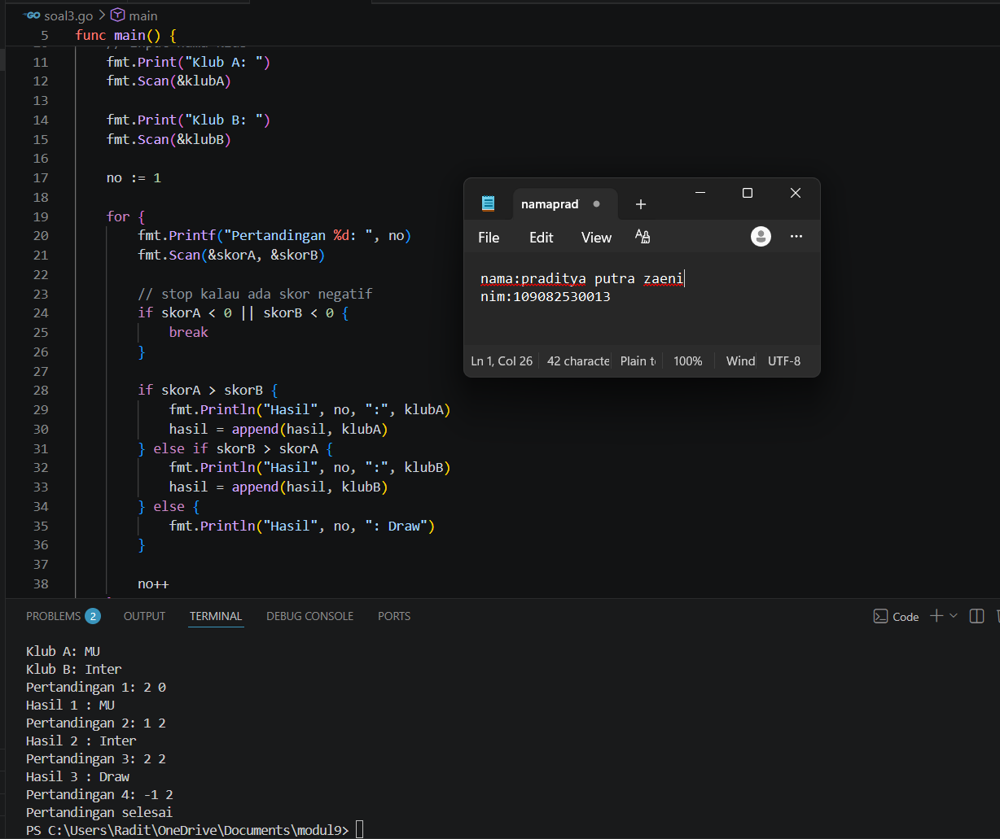 soal3.go > main
5 func main() {
11 fmt.Print("Klub A: ")
12 fmt.Scan(&klubA)
13
14 fmt.Print("Klub B: ")
15 fmt.Scan(&klubB)
16
17 no := 1
18
19 for {
20 fmt.Printf("Pertandingan %d: ", no)
21 fmt.Scan(&skorA, &skorB)
22
23 // stop kalau ada skor negatif
24 if skorA < 0 || skorB < 0 {
25 break
26 }
27
28 if skorA > skorB {
29 fmt.Println("Hasil", no, ":", klubA)
30 hasil = append(hasil, klubA)
31 } else if skorB > skorA {
32 fmt.Println("Hasil", no, ":", klubB)
33 hasil = append(hasil, klubB)
34 } else {
35 fmt.Println("Hasil", no, ": Draw")
36 }
37
38 no++
namaprad
File Edit View
nama:praditya putra zaeni
nim:109082530013
Ln 1, Col 26 42 characte Plain t 100% Wind UTF-8
PROBLEMS 2 OUTPUT TERMINAL DEBUG CONSOLE PORTS Code
Klub A: MU
Klub B: Inter
Pertandingan 1: 2 0
Hasil 1 : MU
Pertandingan 2: 1 2
Hasil 2 : Inter
Pertandingan 3: 2 2
Hasil 3 : Draw
Pertandingan 4: -1 2
Pertandingan selesai
PS C:\Users\Radit\OneDrive\Documents\modul9>